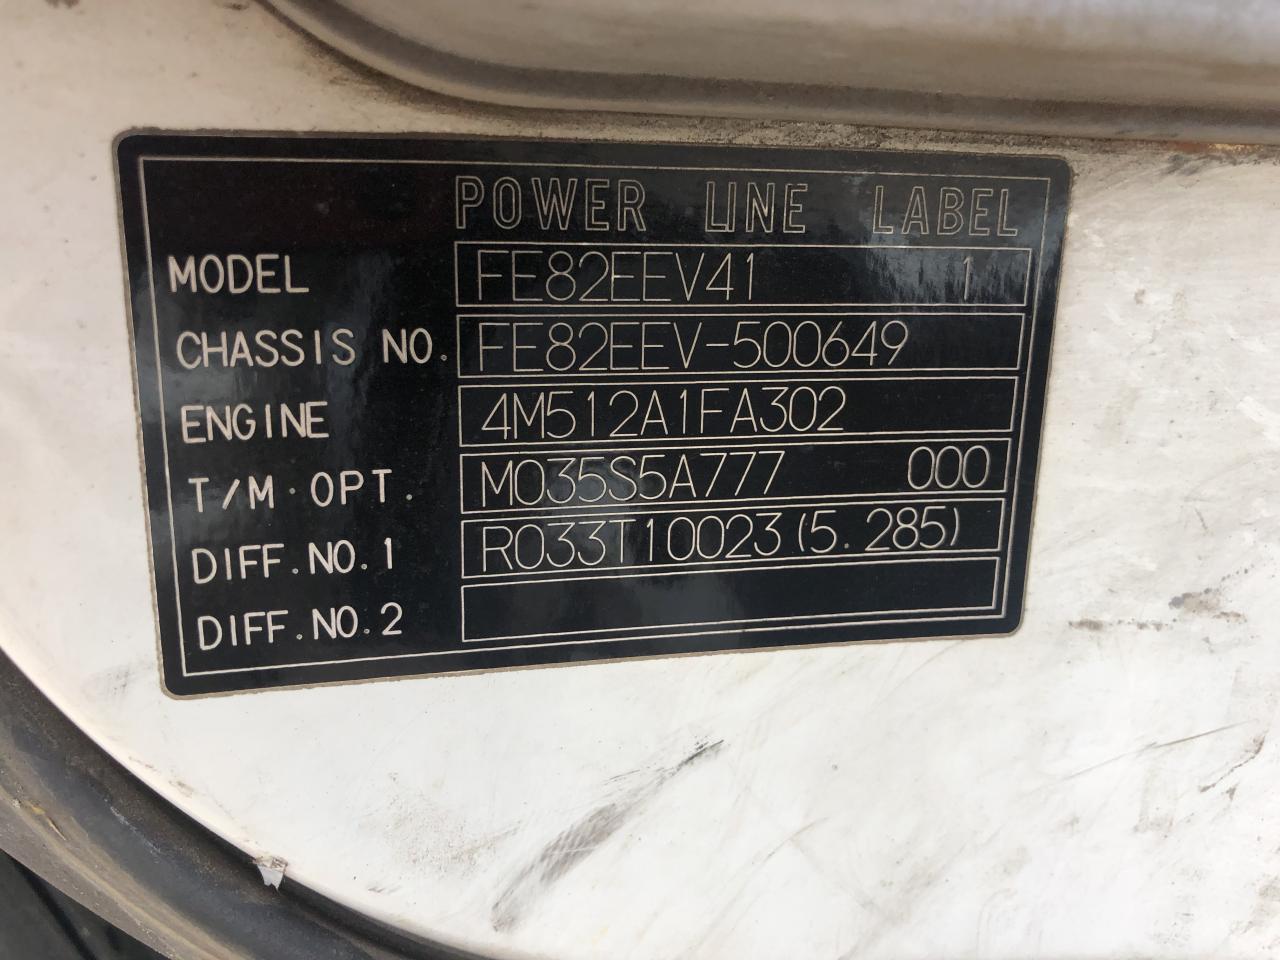 POWER LINE LABEL
MODEL FE82EEV41 1
CHASSIS NO. FE82EEV-500649
ENGINE 4M512A1FA302
T/M OPT. M035S5A777 000
DIFF.NO.1 R033T10023(5.285)
DIFF.NO.2